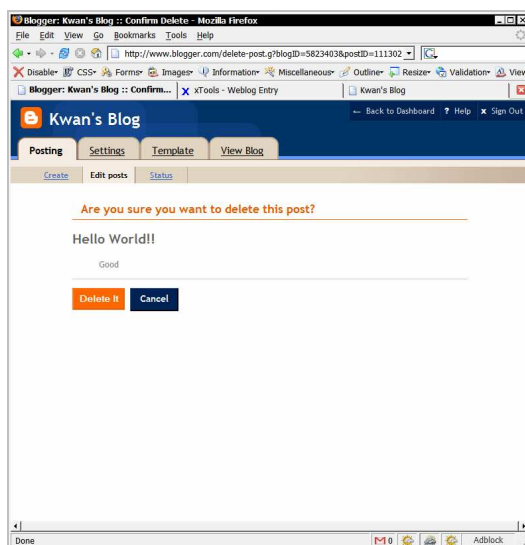 Blogger: Kwan's Blog :: Confirm Delete - Mozilla Firefox
File Edit View Go Bookmarks Tools Help
http://www.blogger.com/delete-post.g?blogID=5823403&postID=111302
Disable CSS Forms Images Information Miscellaneous Outline Resize Validation View
Blogger: Kwan's Blog :: Confirm... xTools - Weblog Entry Kwan's Blog
← Back to Dashboard ? Help x Sign Out
Kwan's Blog
Posting Settings Template View Blog
Create Edit posts Status
Are you sure you want to delete this post?
Hello World!!
Good
Delete It Cancel
Done 0 Adblock